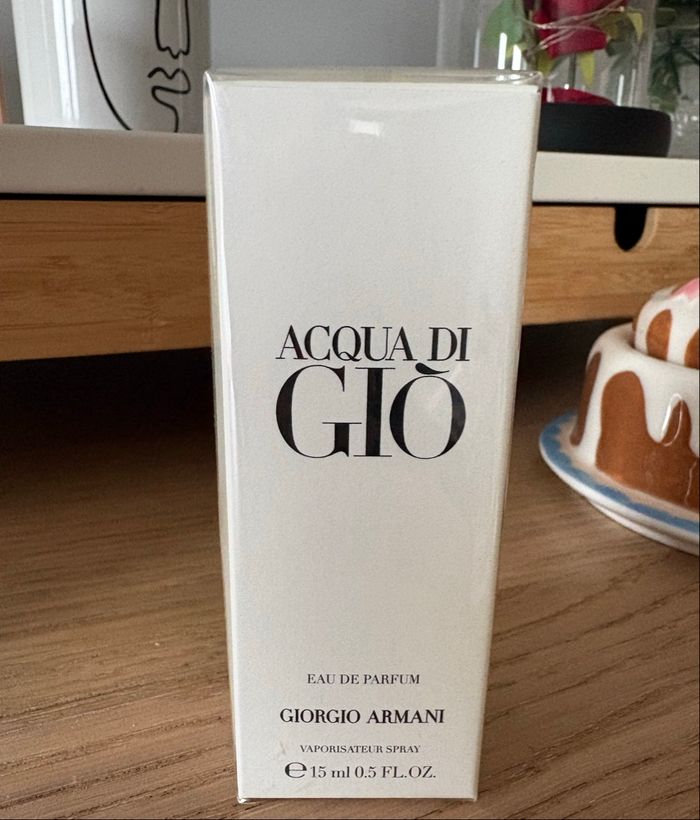 ACQUA DI
GIÒ
EAU DE PARFUM
GIORGIO ARMANI
VAPORISATEUR SPRAY
℮ 15 ml 0.5 FL.OZ.